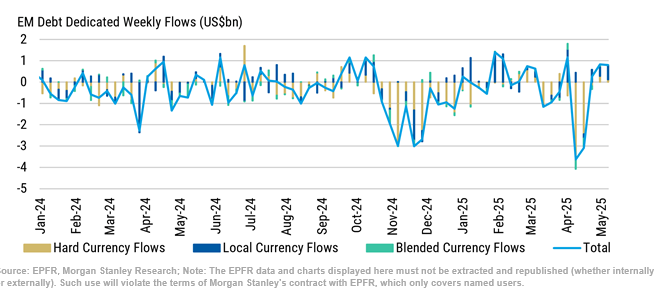 EM Debt Dedicated Weekly Flows (US$bn)
2
1
0
-1
-2
-3
-4
-5
Jan-24
Feb-24
Mar-24
Apr-24
May-24
Jun-24
Jul-24
Aug-24
Sep-24
Oct-24
Nov-24
Dec-24
Jan-25
Feb-25
Mar-25
Apr-25
May-25
Hard Currency Flows Local Currency Flows Blended Currency Flows Total
Source: EPFR, Morgan Stanley Research; Note: The EPFR data and charts displayed here must not be extracted and republished (whether internally
or externally). Such use will violate the terms of Morgan Stanley's contract with EPFR, which only covers named users.